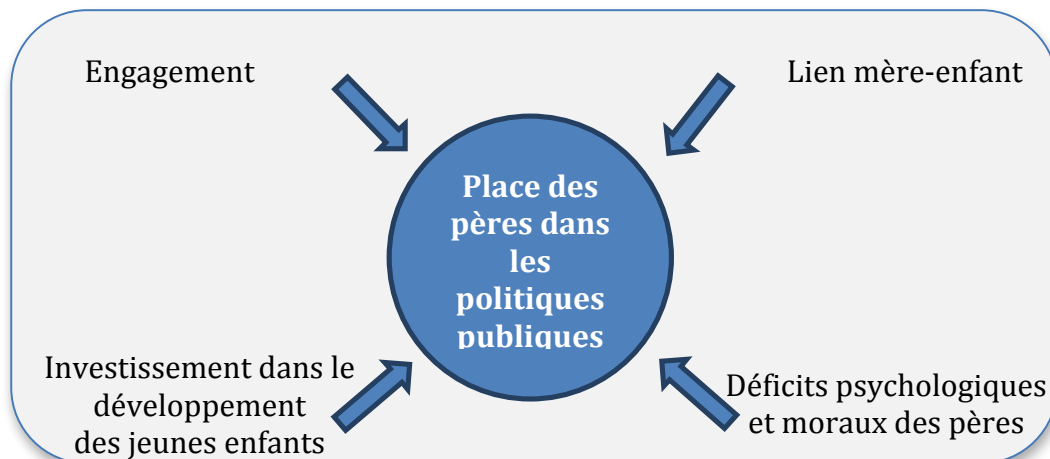 Engagement
Lien mère-enfant
Place des
pères dans
les
politiques
publiques
Investissement dans le
développement
des jeunes enfants
Déficits psychologiques
et moraux des pères